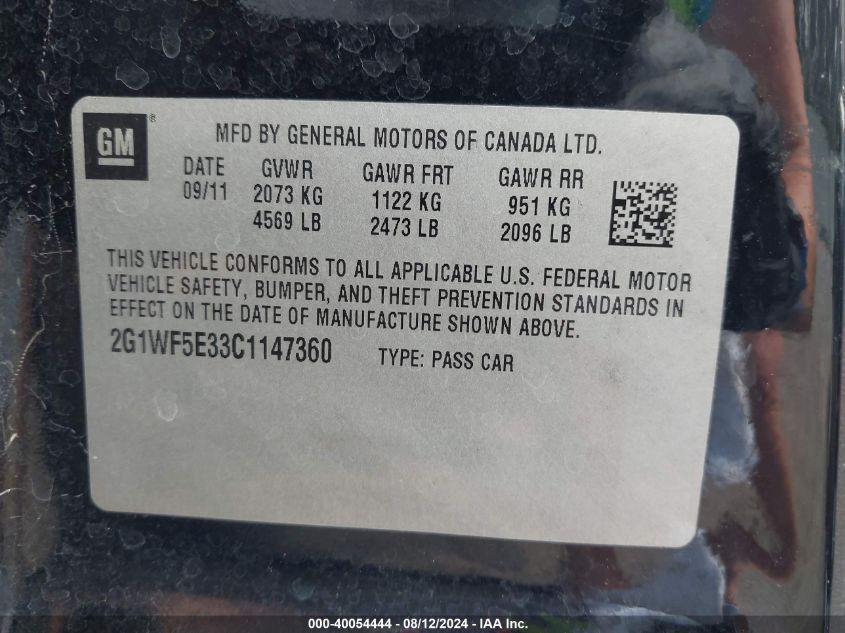 GM ®
MFD BY GENERAL MOTORS OF CANADA LTD.
DATE GVWR GAWR FRT GAWR RR
09/11 2073 KG 1122 KG 951 KG
4569 LB 2473 LB 2096 LB
THIS VEHICLE CONFORMS TO ALL APPLICABLE U.S. FEDERAL MOTOR
VEHICLE SAFETY, BUMPER, AND THEFT PREVENTION STANDARDS IN
EFFECT ON THE DATE OF MANUFACTURE SHOWN ABOVE.
2G1WF5E33C1147360 TYPE: PASS CAR
000-40054444 - 08/12/2024 - IAA Inc.